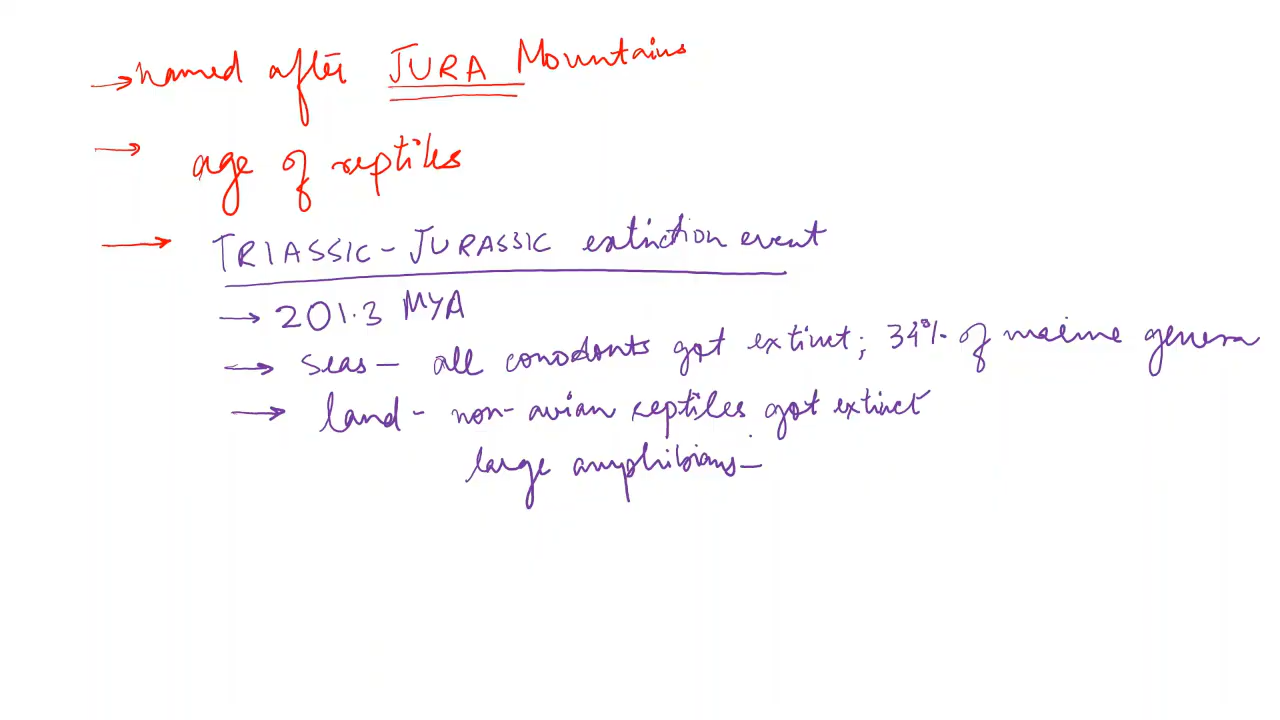 → named after JURA Mountains
→ age of reptiles
→ TRIASSIC-JURASSIC extinction event
→ 201.3 MYA
→ seas - all conodonts got extinct; 34% of marine genera
→ land - non-avian reptiles got extinct
large amphibians -